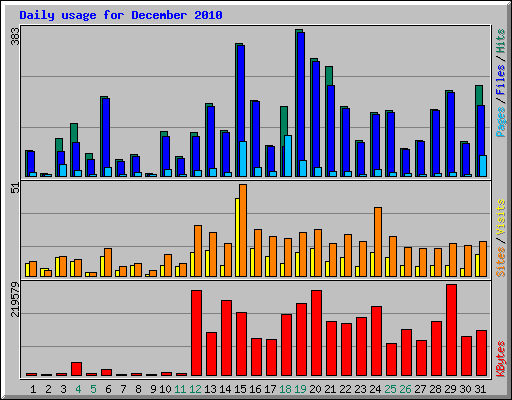 Daily usage for December 2010
383
Pages / Files / Hits
51
Sites / Visits
219579
KBytes
1 2 3 4 5 6 7 8 9 10 11 12 13 14 15 16 17 18 19 20 21 22 23 24 25 26 27 28 29 30 31